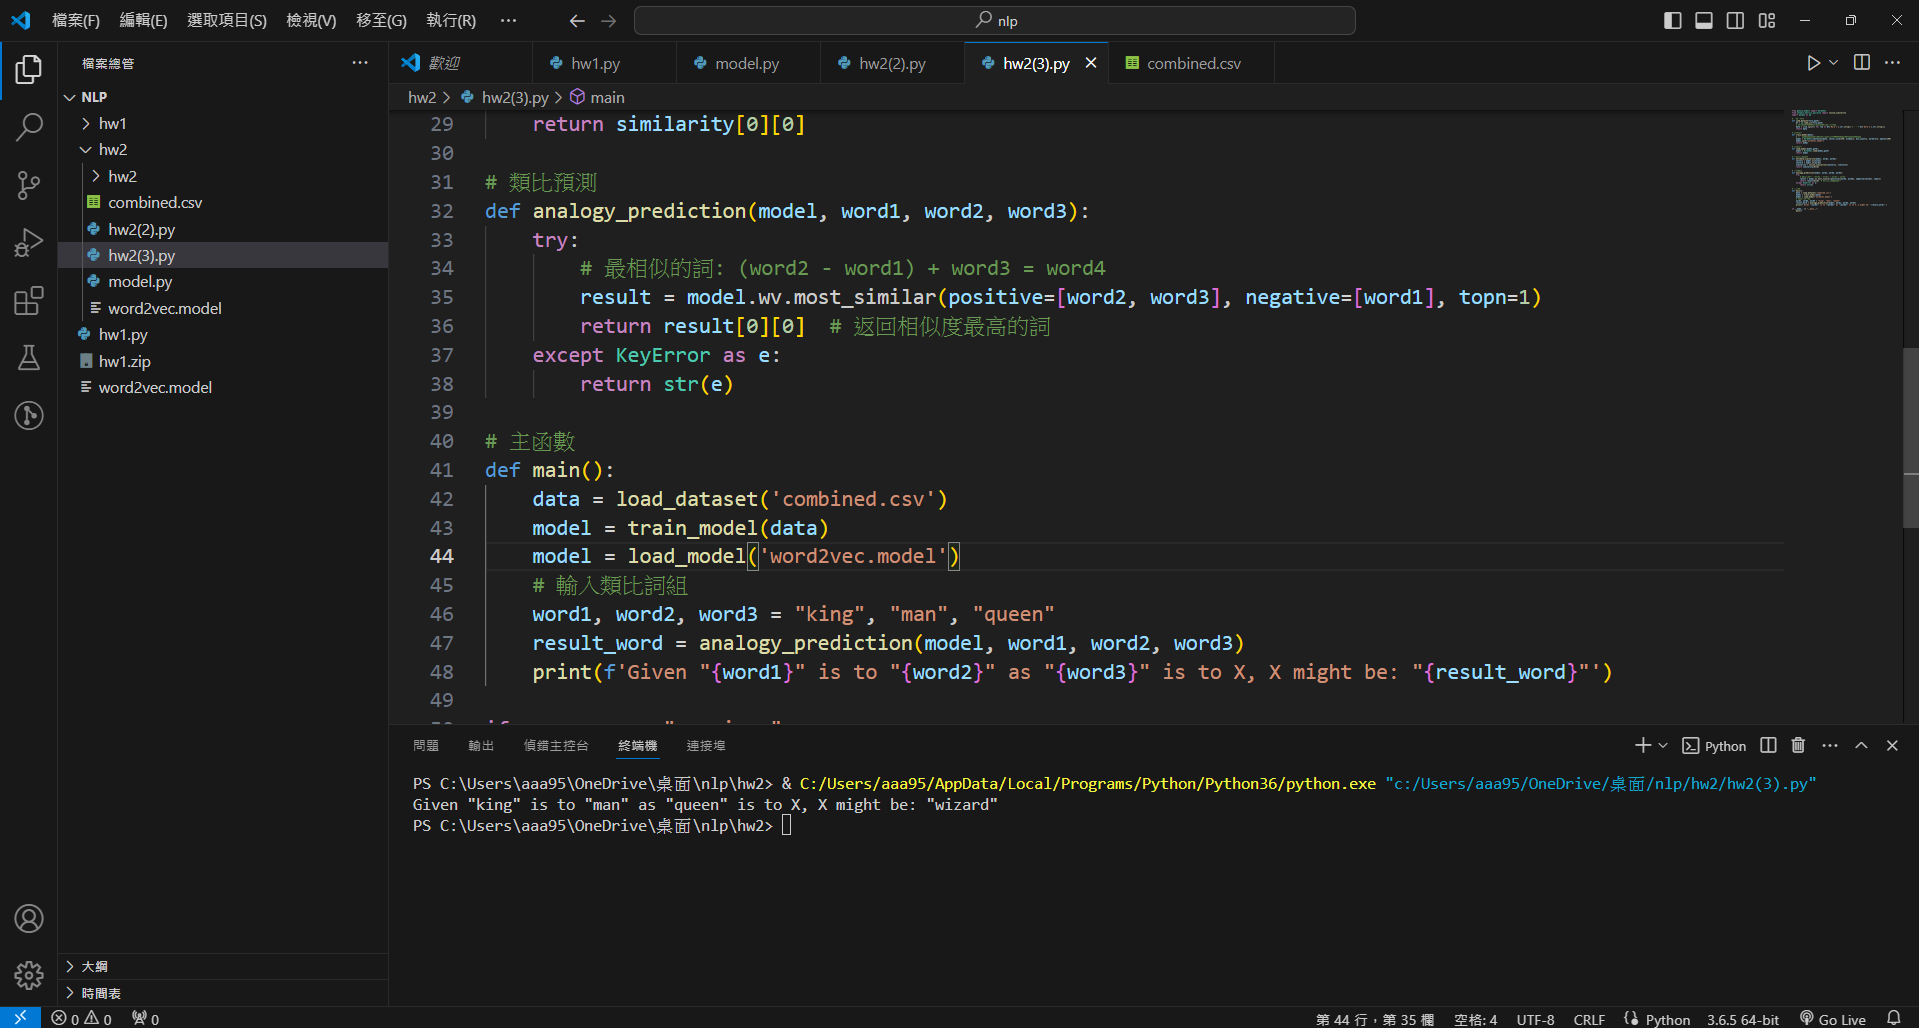 檔案(F) 編輯(E) 選取項目(S) 檢視(V) 移至(G) 執行(R) ··· nlp
檔案總管 ···
NLP
hw1
hw2
hw2
combined.csv
hw2(2).py
hw2(3).py
model.py
word2vec.model
hw1.py
hw1.zip
word2vec.model
大綱
時間表
歡迎 hw1.py model.py hw2(2).py hw2(3).py combined.csv
hw2 > hw2(3).py > main
29 return similarity[0][0]
30
31 # 類比預測
32 def analogy_prediction(model, word1, word2, word3):
33 try:
34 # 最相似的詞: (word2 - word1) + word3 = word4
35 result = model.wv.most_similar(positive=[word2, word3], negative=[word1], topn=1)
36 return result[0][0]  # 返回相似度最高的詞
37 except KeyError as e:
38 return str(e)
39
40 # 主函數
41 def main():
42 data = load_dataset('combined.csv')
43 model = train_model(data)
44 model = load_model('word2vec.model')
45 # 輸入類比詞組
46 word1, word2, word3 = "king", "man", "queen"
47 result_word = analogy_prediction(model, word1, word2, word3)
48 print(f'Given "{word1}" is to "{word2}" as "{word3}" is to X, X might be: "{result_word}"')
49
問題 輸出 偵錯主控台 終端機 連接埠 Python
PS C:\Users\aaa95\OneDrive\桌面\nlp\hw2> & C:/Users/aaa95/AppData/Local/Programs/Python/Python36/python.exe "c:/Users/aaa95/OneDrive/桌面/nlp/hw2/hw2(3).py"
Given "king" is to "man" as "queen" is to X, X might be: "wizard"
PS C:\Users\aaa95\OneDrive\桌面\nlp\hw2>
0 0 0 第 44 行，第 35 欄 空格: 4 UTF-8 CRLF Python 3.6.5 64-bit Go Live